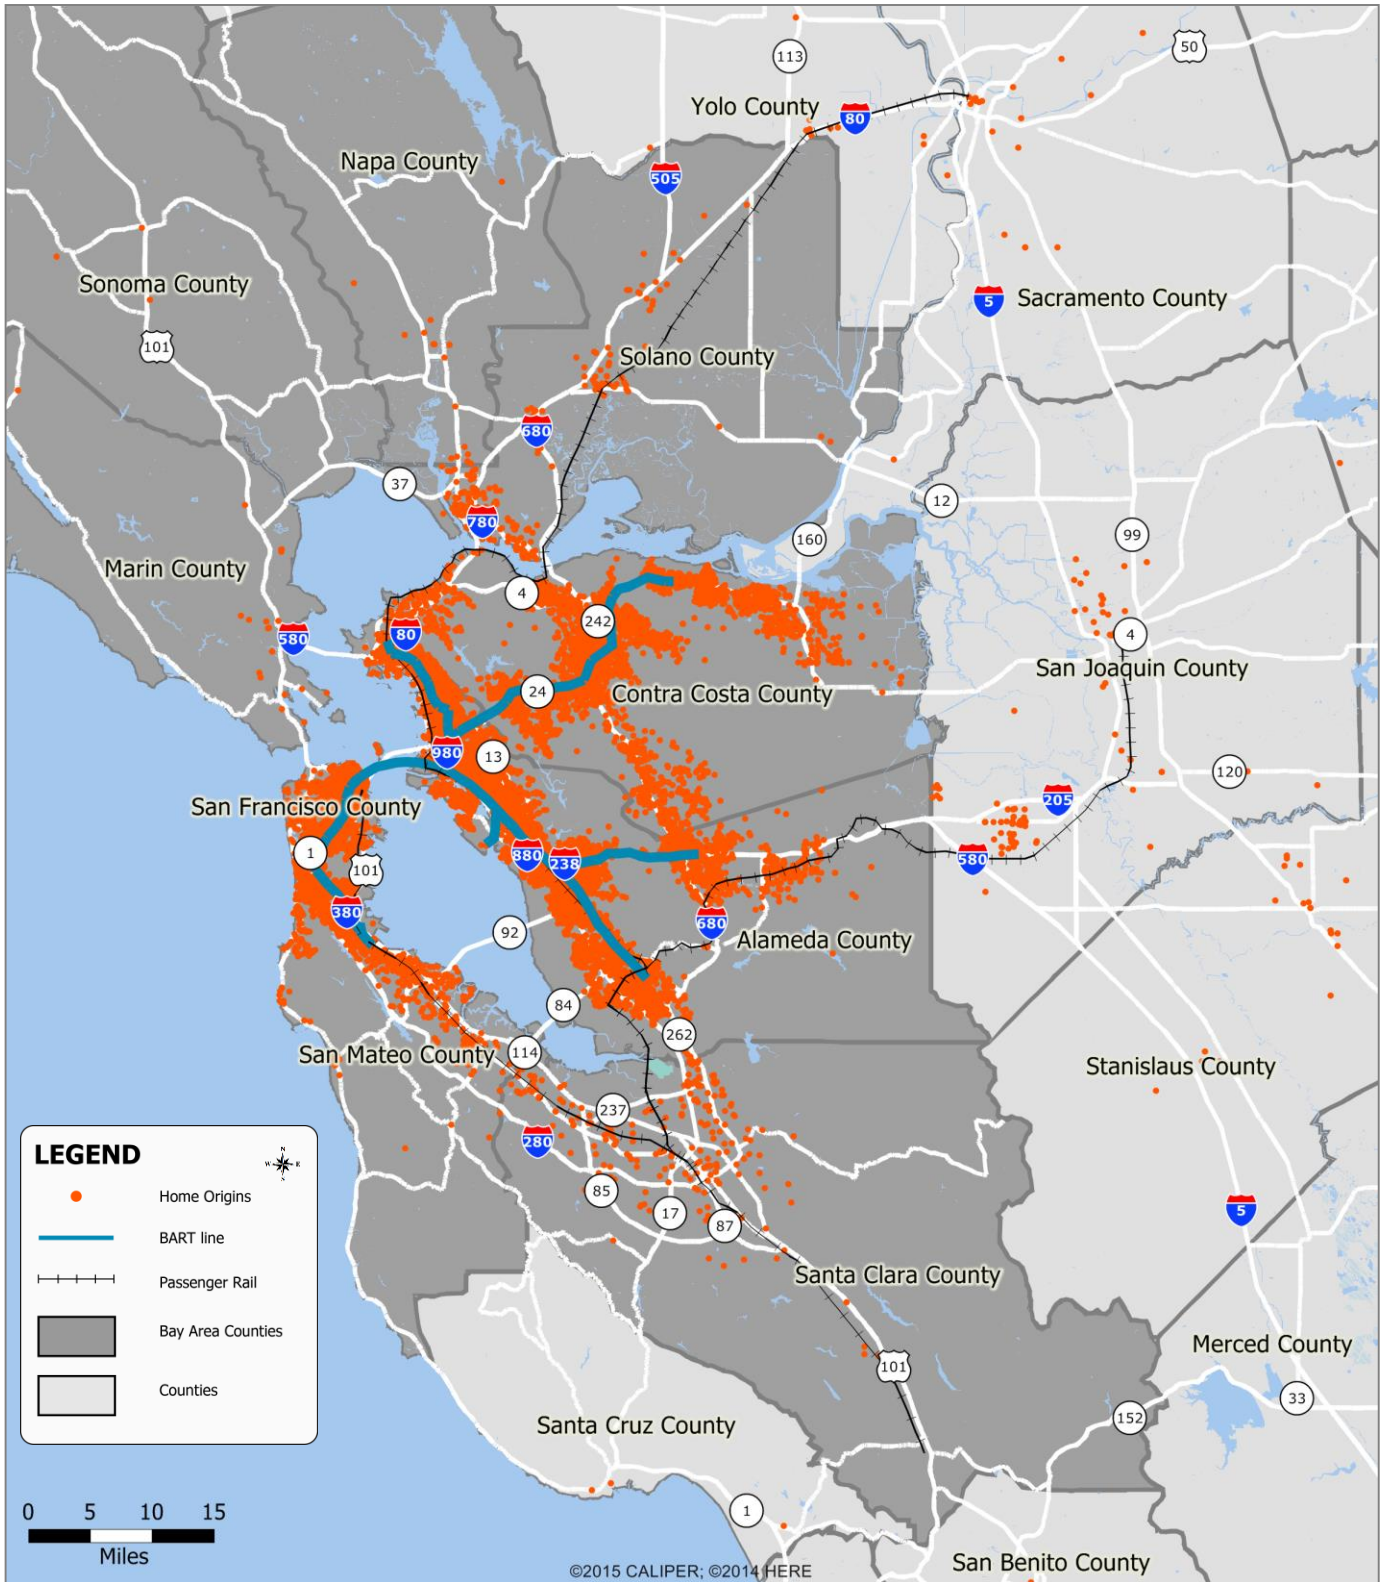 113
50
Yolo County
80
Napa County
505
Sonoma County
5
Sacramento County
101
Solano County
680
37
780
12
160
99
Marin County
4
242
80
580
4
San Joaquin County
24
Contra Costa County
980
13
120
San Francisco County
205
1
880
238
580
101
380
680
92
Alameda County
84
262
San Mateo County
114
Stanislaus County
237
280
85
17
87
5
LEGEND
N
W
E
S
Home Origins
BART line
Passenger Rail
Bay Area Counties
Counties
Santa Clara County
Merced County
101
33
152
Santa Cruz County
1
0 5 10 15
Miles
San Benito County
©2015 CALIPER; ©2014 HERE